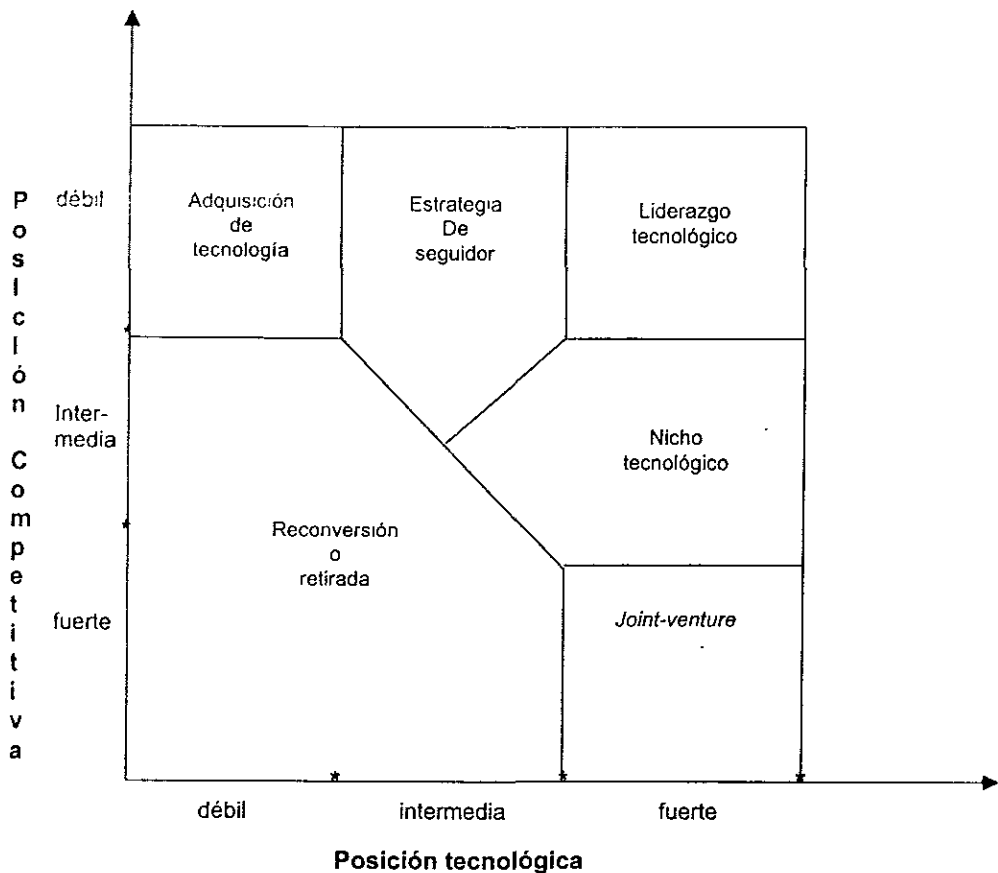 Posición Competitiva
débil
Adquisición
de
tecnología
Estrategia
De
seguidor
Liderazgo
tecnológico
Inter-
media
Nicho
tecnológico
Reconversión
o
retirada
fuerte
Joint-venture
débil
intermedia
fuerte
Posición tecnológica